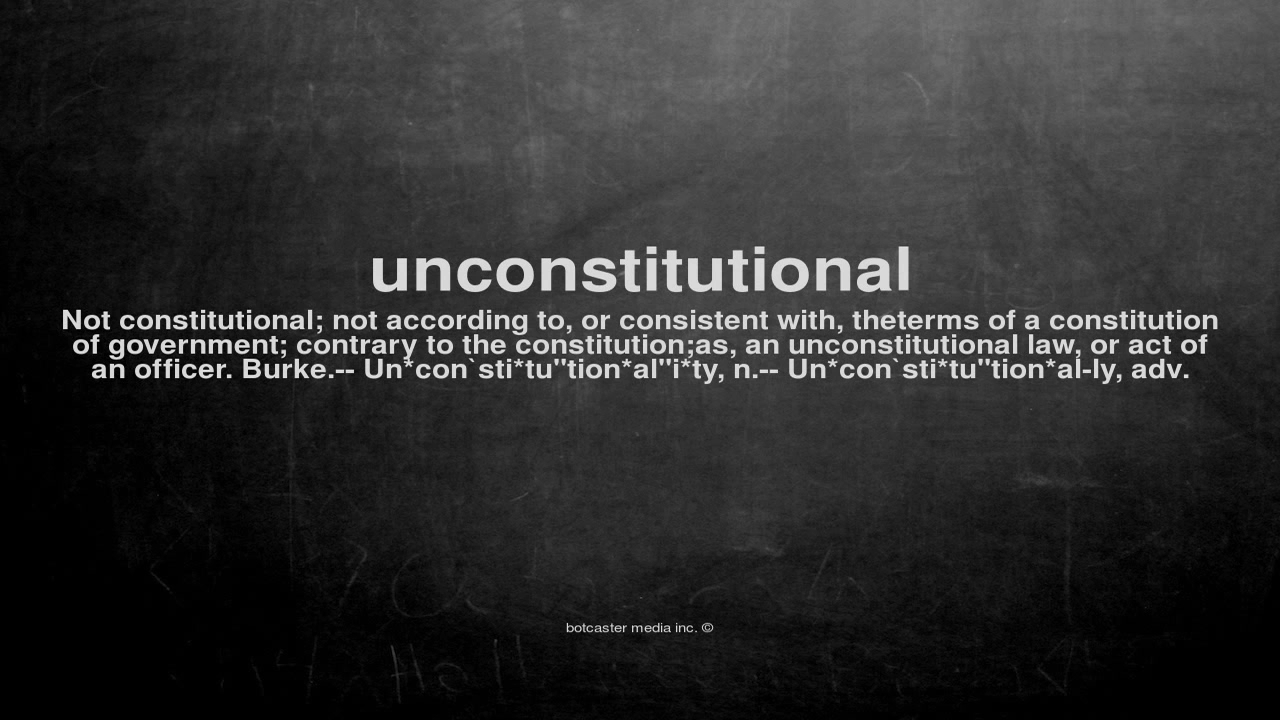 unconstitutional
Not constitutional; not according to, or consistent with, theterms of a constitution
of government; contrary to the constitution;as, an unconstitutional law, or act of
an officer. Burke.-- Un*con`sti*tu"tion*al"i*ty, n.-- Un*con`sti*tu"tion*al-ly, adv.
botcaster media inc. ©